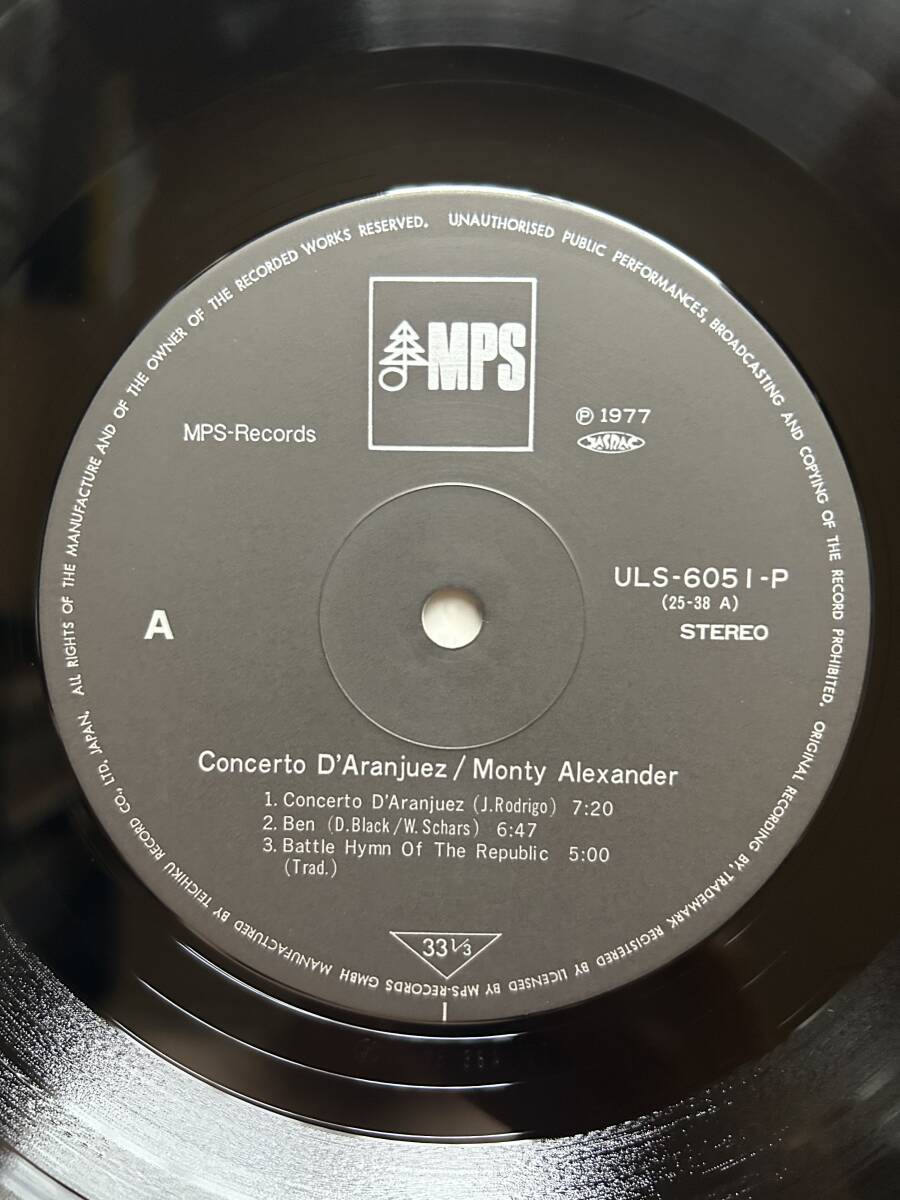 ALL RIGHTS OF THE MANUFACTURE AND OF THE OWNER OF THE RECORDED WORKS RESERVED. UNAUTHORISED PUBLIC PERFORMANCES, BROADCASTING AND COPYING OF THE RECORD PROHIBITED. ORIGINAL RECORDING BY, TRADEMARK REGISTERED BY LICENSED BY MPS-RECORDS GMBH MANUFACTURED BY TEICHIKU RECORD CO., LTD, JAPAN.
MPS
MPS-Records
Ⓟ 1977
JASRAC
ULS-6051-P
(25-38 A)
A
STEREO
Concerto D'Aranjuez / Monty Alexander
1. Concerto D'Aranjuez (J.Rodrigo) 7:20
2. Ben (D.Black/W.Schars) 6:47
3. Battle Hymn Of The Republic 5:00
(Trad.)
33 1/3